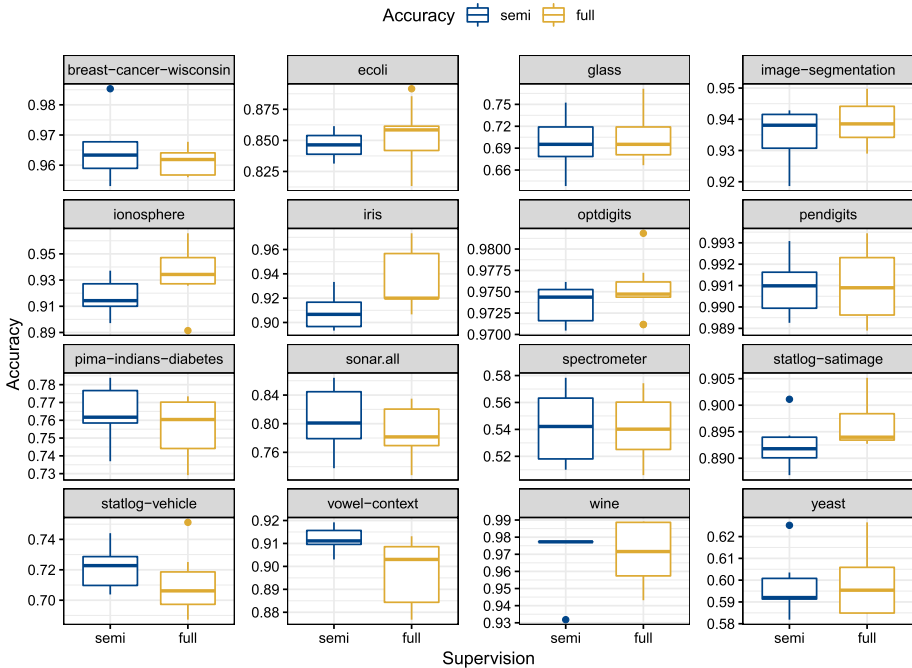 Accuracy semi full
breast−cancer−wisconsin ecoli glass image−segmentation
0.98 0.97 0.96
0.875 0.850 0.825
0.75 0.72 0.69 0.66
0.95 0.94 0.93 0.92
ionosphere iris optdigits pendigits
0.95 0.93 0.91 0.89
0.96 0.94 0.92 0.90
0.9800 0.9775 0.9750 0.9725 0.9700
0.993 0.992 0.991 0.990 0.989
pima−indians−diabetes sonar.all spectrometer statlog−satimage
0.78 0.77 0.76 0.75 0.74 0.73
0.84 0.80 0.76
0.58 0.56 0.54 0.52
0.905 0.900 0.895 0.890
statlog−vehicle vowel−context wine yeast
0.74 0.72 0.70
0.92 0.91 0.90 0.89 0.88
0.99 0.98 0.97 0.96 0.95 0.94 0.93
0.62 0.61 0.60 0.59 0.58
semi full semi full semi full semi full
Accuracy
Supervision